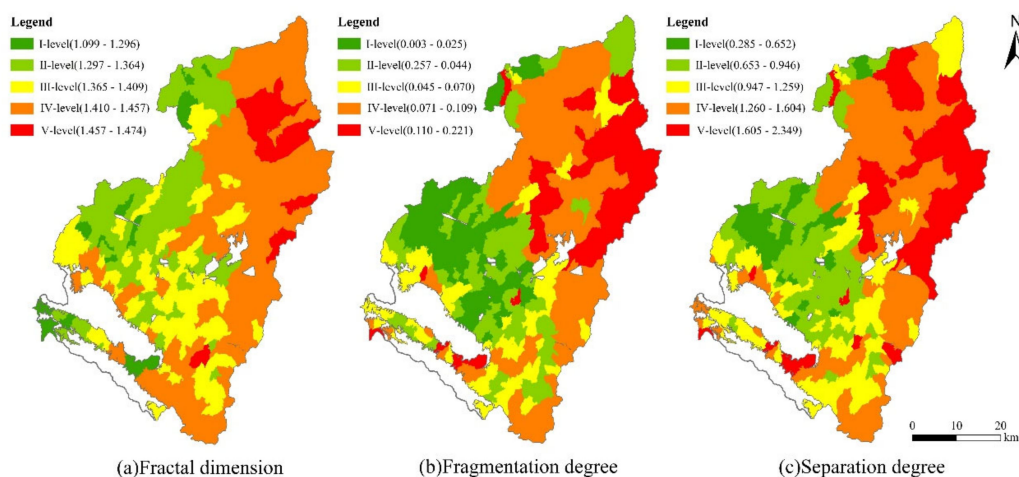 Legend
I-level(1.099 - 1.296)
II-level(1.297 - 1.364)
III-level(1.365 - 1.409)
IV-level(1.410 - 1.457)
V-level(1.457 - 1.474)
(a)Fractal dimension
Legend
I-level(0.003 - 0.025)
II-level(0.257 - 0.044)
III-level(0.045 - 0.070)
IV-level(0.071 - 0.109)
V-level(0.110 - 0.221)
(b)Fragmentation degree
Legend
I-level(0.285 - 0.652)
II-level(0.653 - 0.946)
III-level(0.947 - 1.259)
IV-level(1.260 - 1.604)
V-level(1.605 - 2.349)
N
0 10 20
km
(c)Separation degree